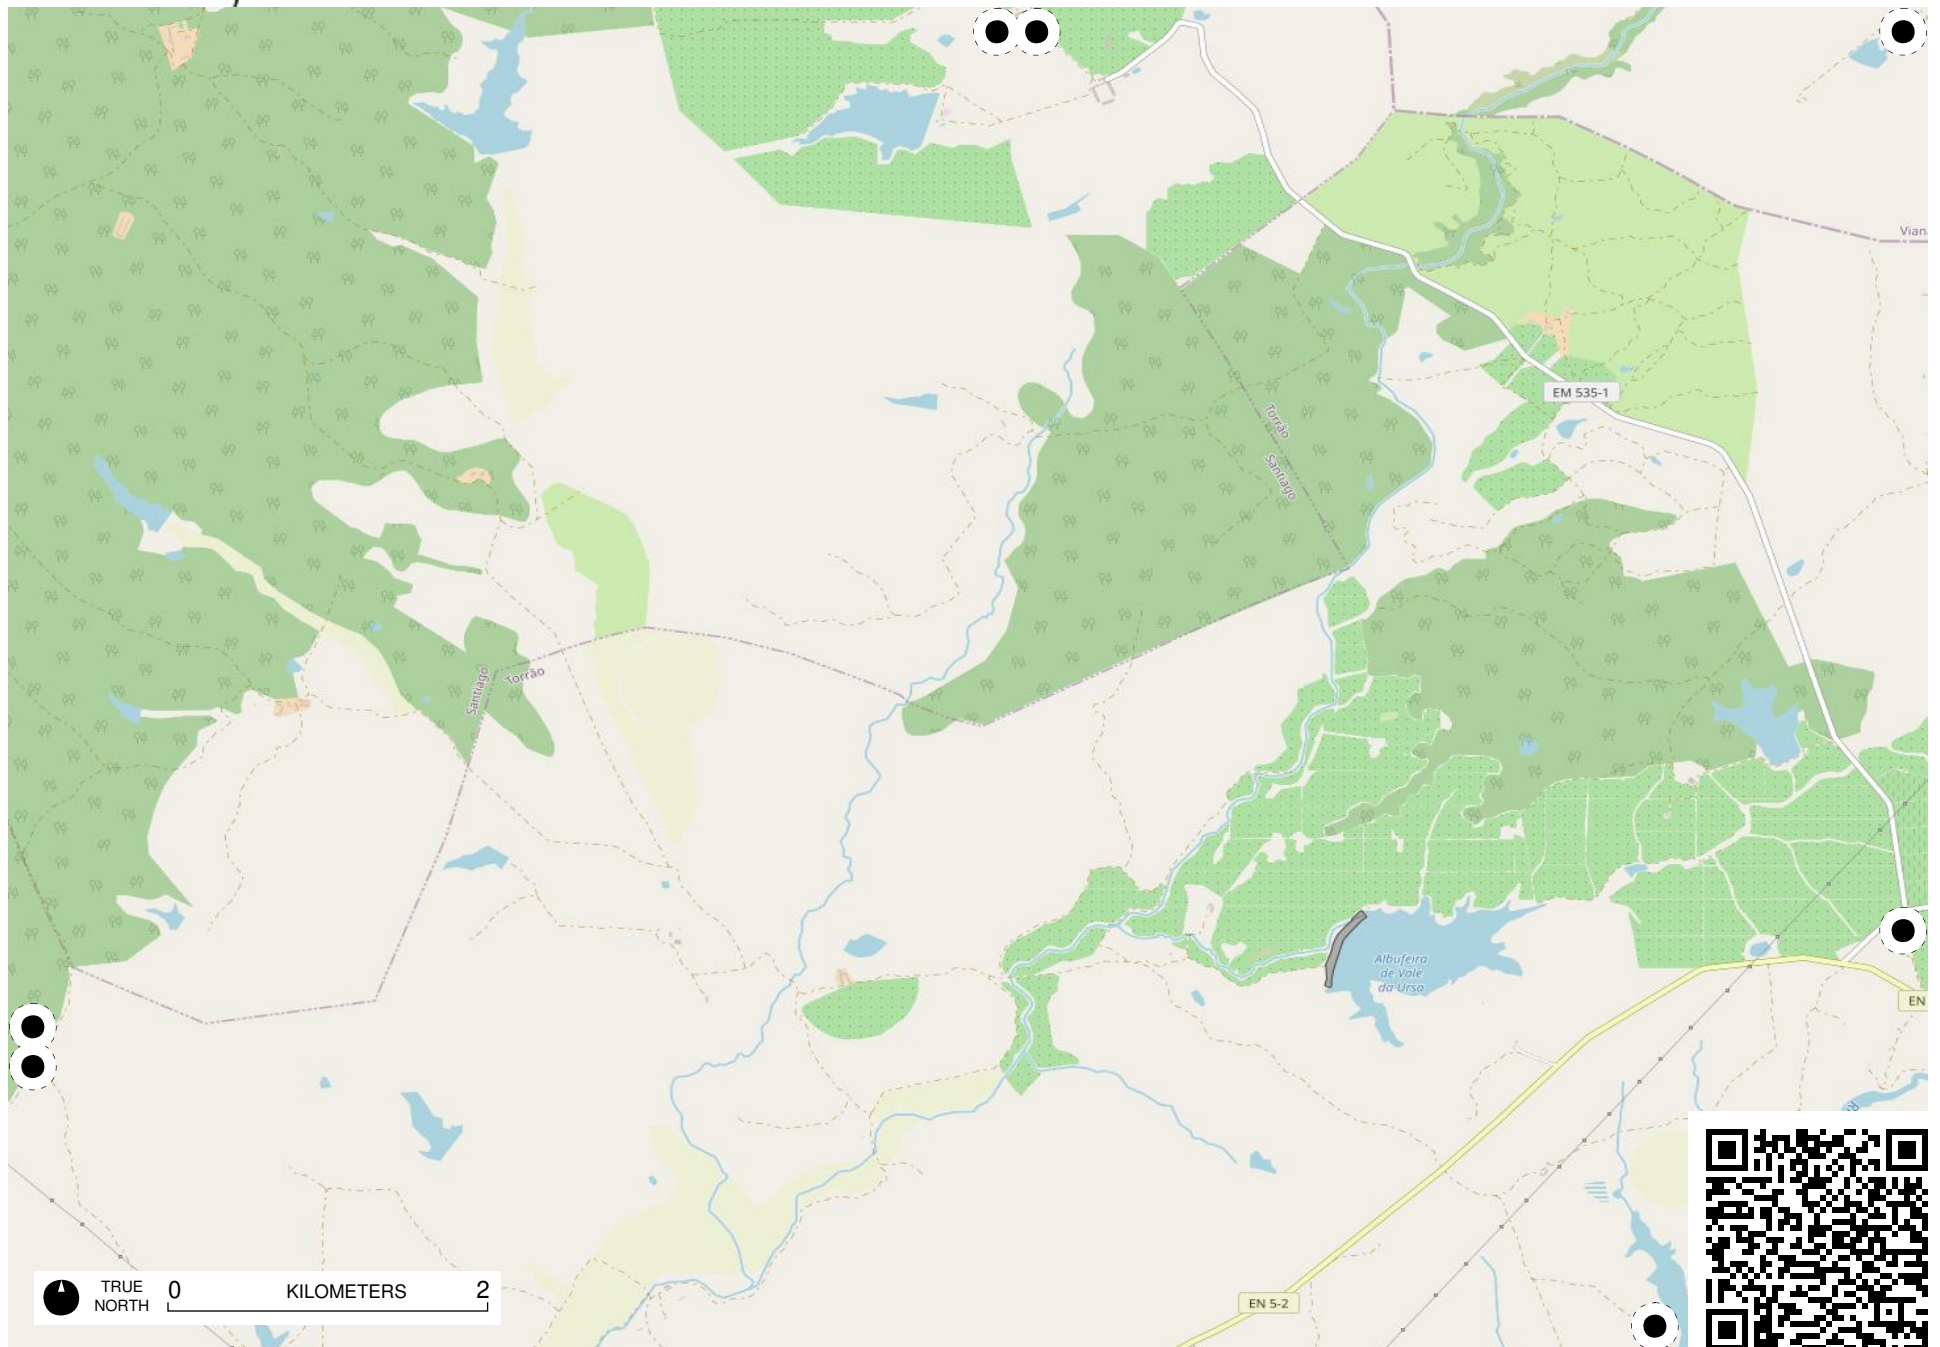 Vian
EM 535-1
Torrão
Santiago
Santiago
Torrão
Albufeira
de Vale
da Ursa
EN
EN 5-2
TRUE
NORTH
0 KILOMETERS 2